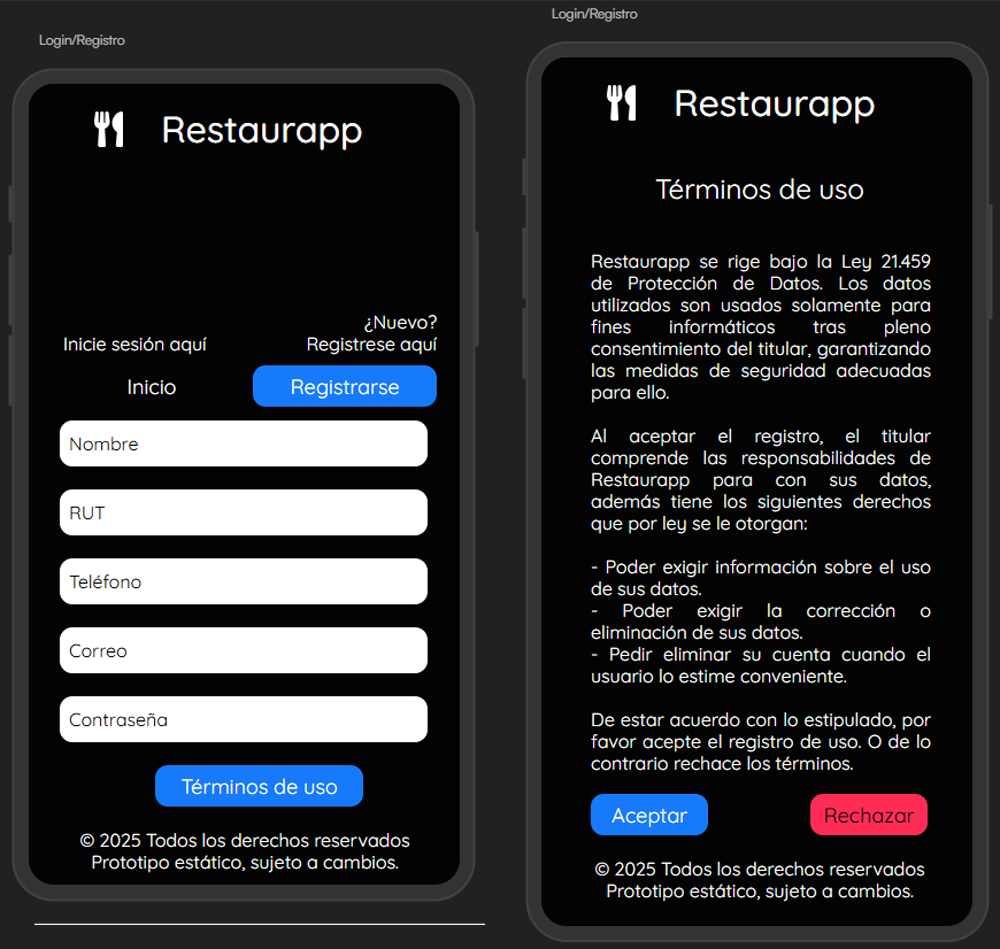 Login/Registro
Restaurapp
¿Nuevo?
Inicie sesión aquí
Registrese aquí
Inicio
Registrarse
Nombre
RUT
Teléfono
Correo
Contraseña
Términos de uso
© 2025 Todos los derechos reservados
Prototipo estático, sujeto a cambios.
Login/Registro
Restaurapp
Términos de uso
Restaurapp se rige bajo la Ley 21.459
de Protección de Datos. Los datos
utilizados son usados solamente para
fines informáticos tras pleno
consentimiento del titular, garantizando
las medidas de seguridad adecuadas
para ello.
Al aceptar el registro, el titular
comprende las responsabilidades de
Restaurapp para con sus datos,
además tiene los siguientes derechos
que por ley se le otorgan:
- Poder exigir información sobre el uso
de sus datos.
- Poder exigir la corrección o
eliminación de sus datos.
- Pedir eliminar su cuenta cuando el
usuario lo estime conveniente.
De estar acuerdo con lo estipulado, por
favor acepte el registro de uso. O de lo
contrario rechace los términos.
Aceptar
Rechazar
© 2025 Todos los derechos reservados
Prototipo estático, sujeto a cambios.